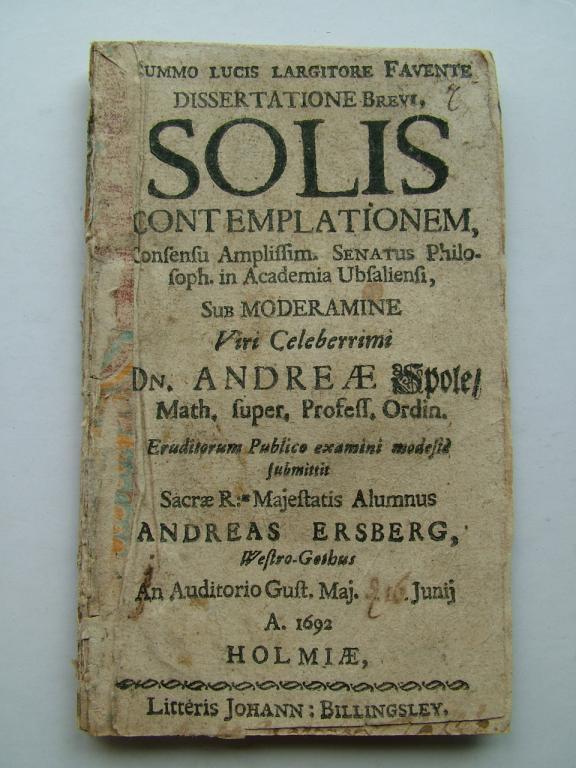 SUMMO LUCIS LARGITORE FAVENTE
DISSERTATIONE BREVI,
SOLIS
CONTEMPLATIONEM,
Conſenſu Ampliſſim. SENATUS Philo-
ſoph. in Academia Ubſalienſi,
SUB MODERAMINE
Viri Celeberrimi
DN. ANDREÆ Spole/
Math. ſuper. Profeſſ. Ordin.
Eruditorum Publico examini modeſtè
ſubmittit
Sacræ R:æ Majeſtatis Alumnus
ANDREAS ERSBERG,
Weſtro-Gothus
In Auditorio Guſt. Maj. Junij
A. 1692
HOLMIÆ,
Litteris JOHANN: BILLINGSLEY.